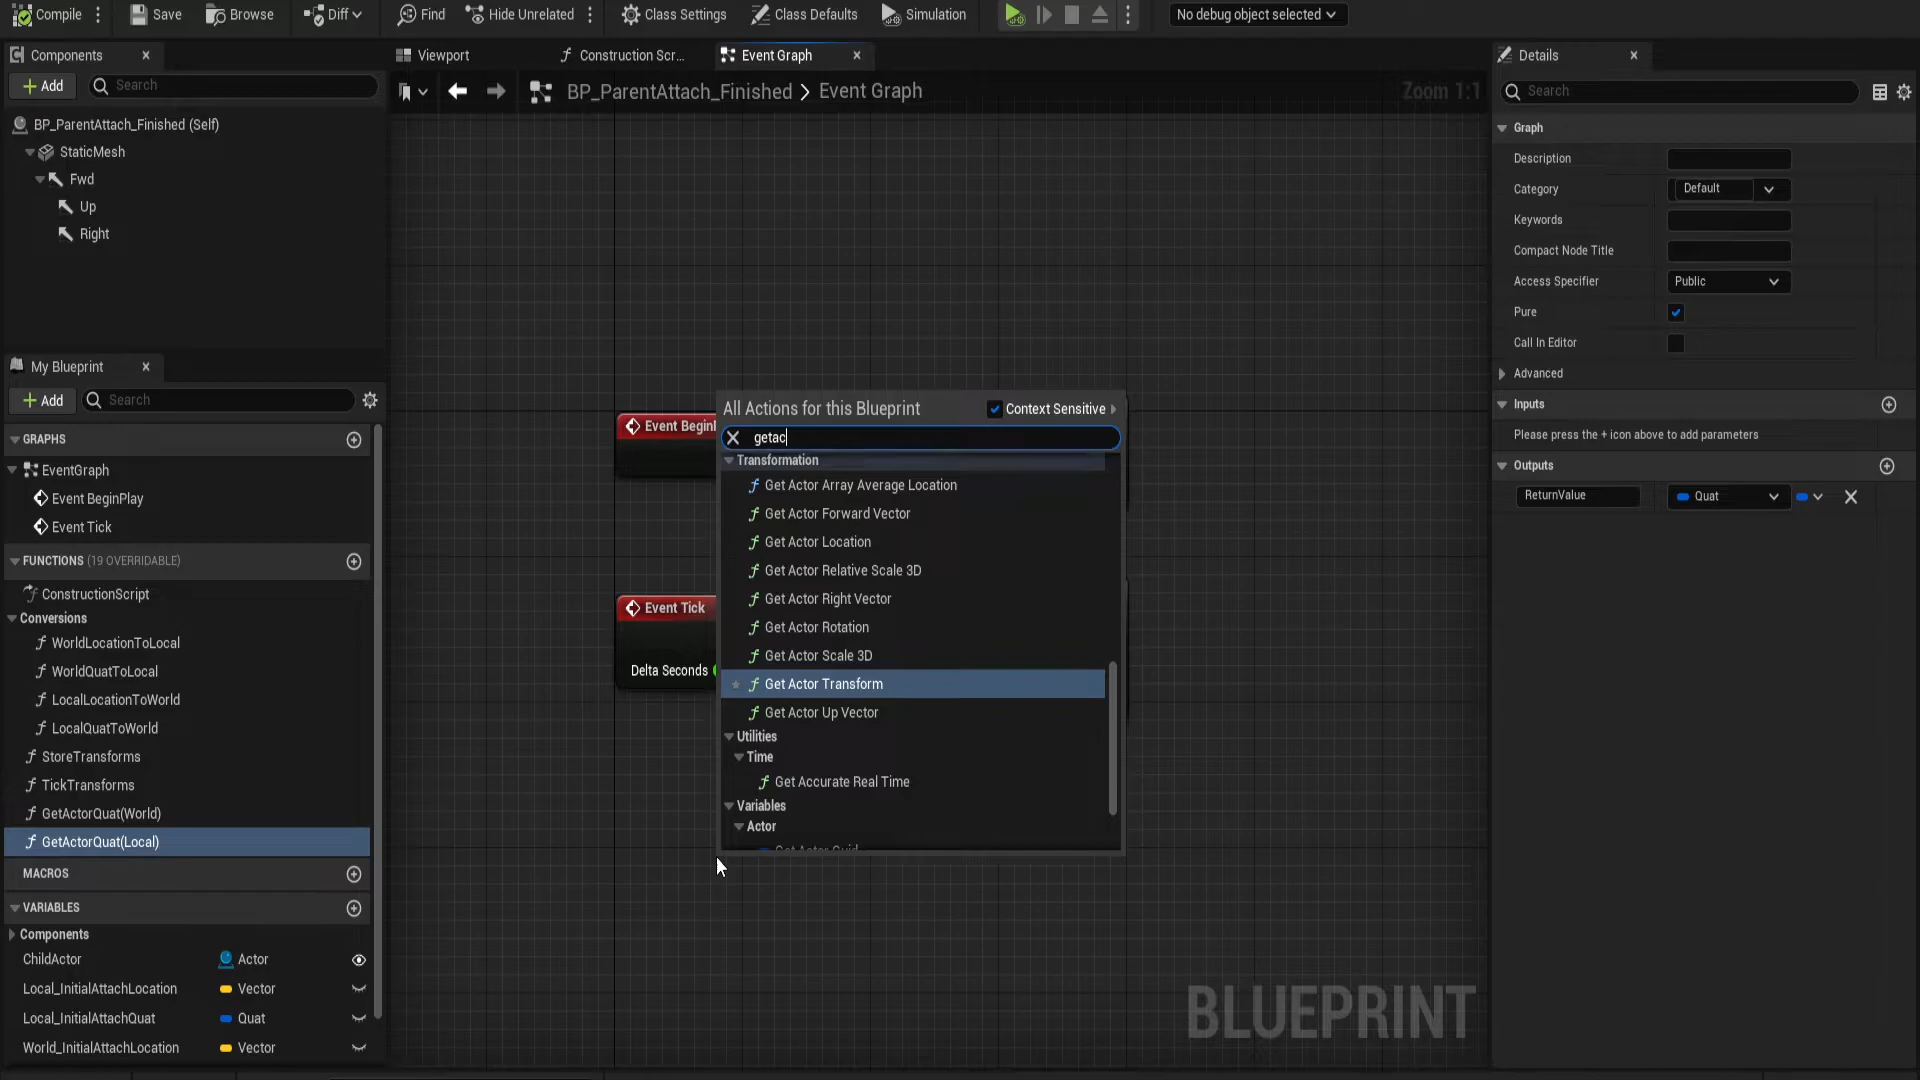 Compile
Save
Browse
Diff
Find
Hide Unrelated
Class Settings
Class Defaults
Simulation
No debug object selected
Components
Add
Search
BP_ParentAttach_Finished (Self)
StaticMesh
Fwd
Up
Right
My Blueprint
Add
Search
GRAPHS
EventGraph
Event BeginPlay
Event Tick
FUNCTIONS (19 OVERRIDABLE)
ConstructionScript
Conversions
WorldLocationToLocal
WorldQuatToLocal
LocalLocationToWorld
LocalQuatToWorld
StoreTransforms
TickTransforms
GetActorQuat(World)
GetActorQuat(Local)
MACROS
VARIABLES
Components
ChildActor Actor
Local_InitialAttachLocation Vector
Local_InitialAttachQuat Quat
World_InitialAttachLocation Vector
Viewport
Construction Scr...
Event Graph
BP_ParentAttach_Finished > Event Graph
Zoom 1:1
Event Begin
Event Tick
Delta Seconds
All Actions for this Blueprint
Context Sensitive
getac
Transformation
Get Actor Array Average Location
Get Actor Forward Vector
Get Actor Location
Get Actor Relative Scale 3D
Get Actor Right Vector
Get Actor Rotation
Get Actor Scale 3D
Get Actor Transform
Get Actor Up Vector
Utilities
Time
Get Accurate Real Time
Variables
Actor
Get Actor Guid
BLUEPRINT
Details
Search
Graph
Description
Category Default
Keywords
Compact Node Title
Access Specifier Public
Pure
Call In Editor
Advanced
Inputs
Please press the + icon above to add parameters
Outputs
ReturnValue Quat